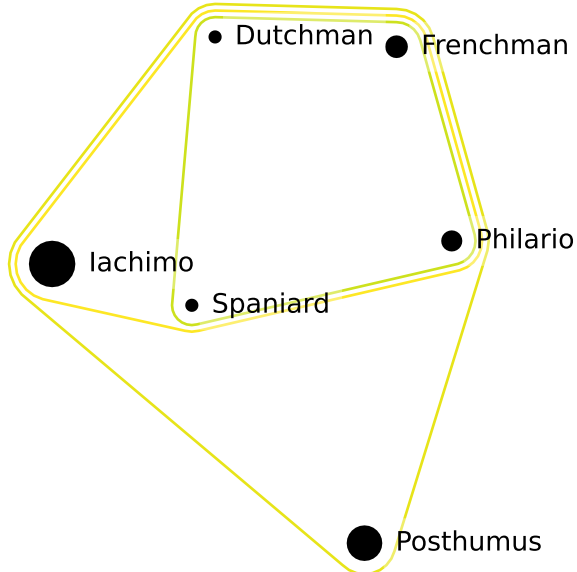 Dutchman
Frenchman
Philario
Iachimo
Spaniard
Posthumus